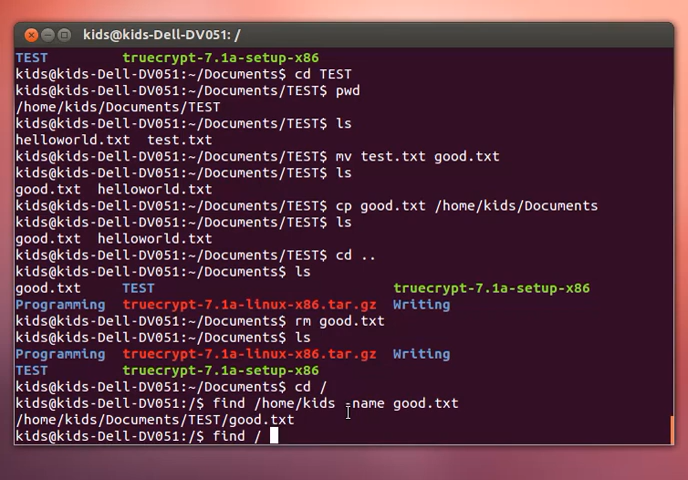 kids@kids-Dell-DV051: /
TEST truecrypt-7.1a-setup-x86
kids@kids-Dell-DV051:~/Documents$ cd TEST
kids@kids-Dell-DV051:~/Documents/TEST$ pwd
/home/kids/Documents/TEST
kids@kids-Dell-DV051:~/Documents/TEST$ ls
helloworld.txt test.txt
kids@kids-Dell-DV051:~/Documents/TEST$ mv test.txt good.txt
kids@kids-Dell-DV051:~/Documents/TEST$ ls
good.txt helloworld.txt
kids@kids-Dell-DV051:~/Documents/TEST$ cp good.txt /home/kids/Documents
kids@kids-Dell-DV051:~/Documents/TEST$ ls
good.txt helloworld.txt
kids@kids-Dell-DV051:~/Documents/TEST$ cd ..
kids@kids-Dell-DV051:~/Documents$ ls
good.txt TEST truecrypt-7.1a-setup-x86
Programming truecrypt-7.1a-linux-x86.tar.gz Writing
kids@kids-Dell-DV051:~/Documents$ rm good.txt
kids@kids-Dell-DV051:~/Documents$ ls
Programming truecrypt-7.1a-linux-x86.tar.gz Writing
TEST truecrypt-7.1a-setup-x86
kids@kids-Dell-DV051:~/Documents$ cd /
kids@kids-Dell-DV051:/$ find /home/kids -name good.txt
/home/kids/Documents/TEST/good.txt
kids@kids-Dell-DV051:/$ find /